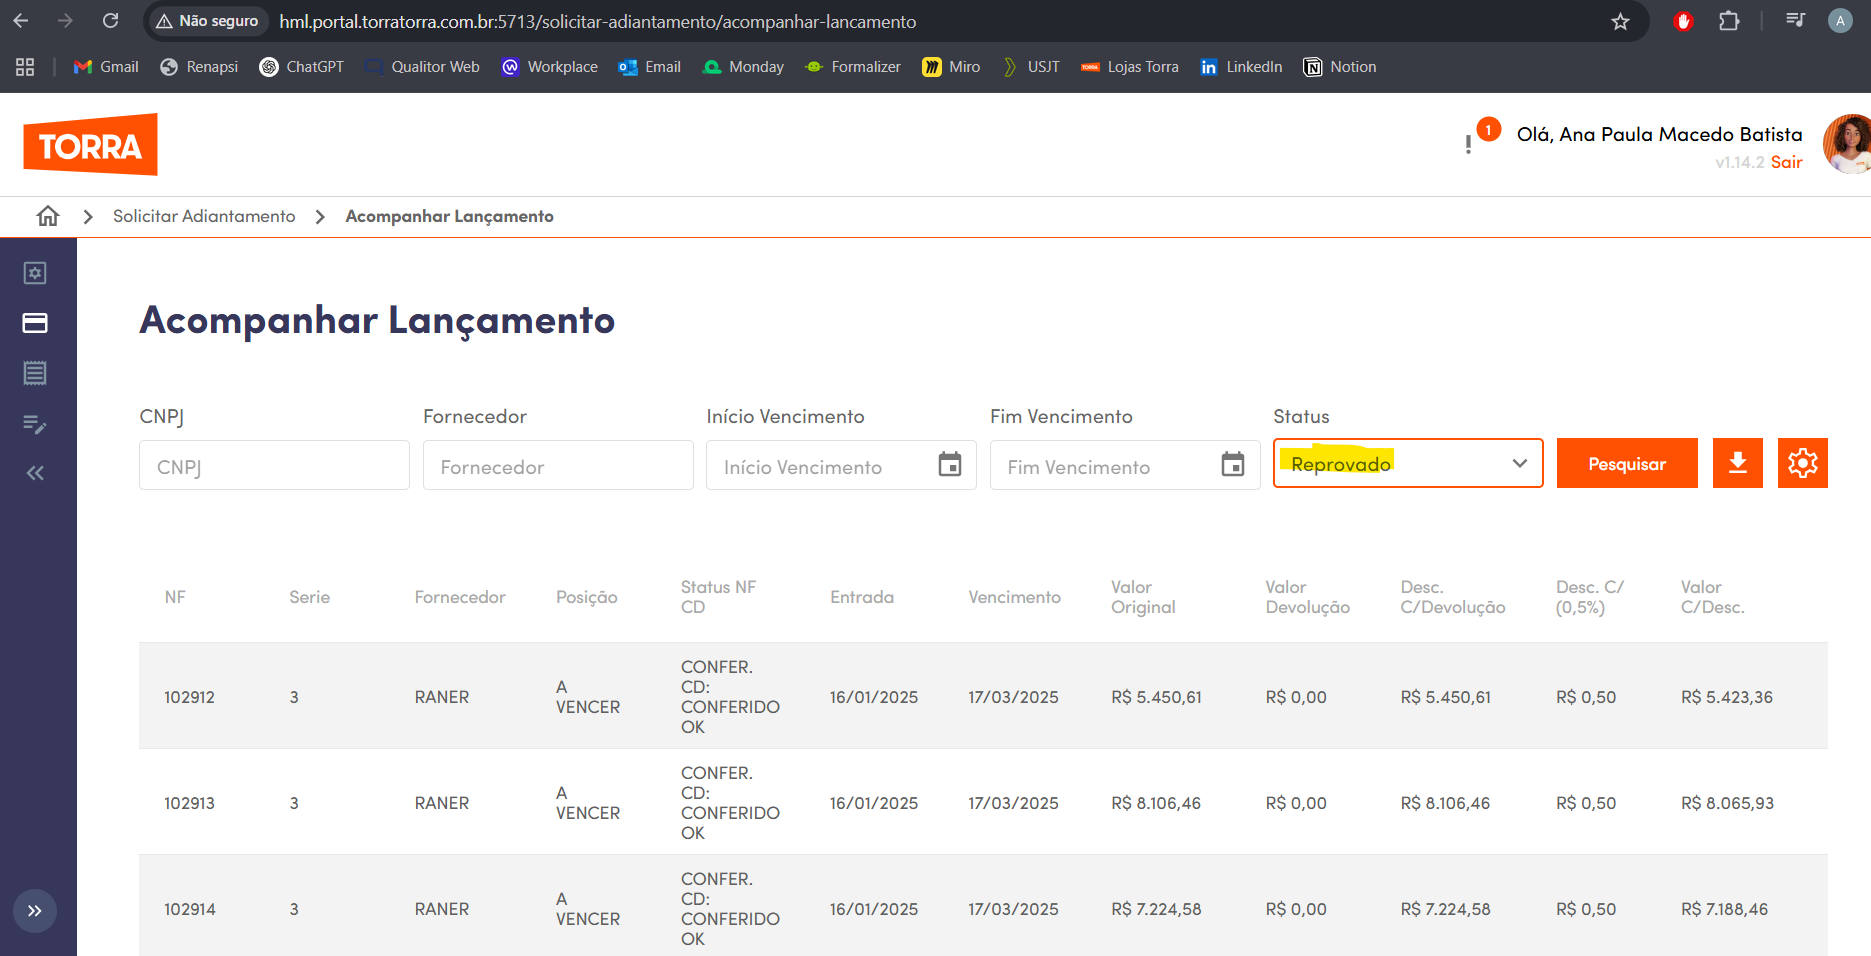 Não seguro hml.portal.torratorra.com.br:5713/solicitar-adiantamento/acompanhar-lancamento A
Gmail Renapsi ChatGPT Qualitor Web Workplace Email Monday Formalizer Miro USJT Lojas Torra LinkedIn Notion
TORRA
1
Olá, Ana Paula Macedo Batista
v1.14.2 Sair
Solicitar Adiantamento Acompanhar Lançamento
Acompanhar Lançamento
CNPJ Fornecedor Início Vencimento Fim Vencimento Status
CNPJ Fornecedor Início Vencimento Fim Vencimento Reprovado Pesquisar
NF Serie Fornecedor Posição Status NF CD Entrada Vencimento Valor Original Valor Devolução Desc. C/Devolução Desc. C/ (0,5%) Valor C/Desc.
102912 3 RANER A VENCER CONFER. CD: CONFERIDO OK 16/01/2025 17/03/2025 R$ 5.450,61 R$ 0,00 R$ 5.450,61 R$ 0,50 R$ 5.423,36
102913 3 RANER A VENCER CONFER. CD: CONFERIDO OK 16/01/2025 17/03/2025 R$ 8.106,46 R$ 0,00 R$ 8.106,46 R$ 0,50 R$ 8.065,93
102914 3 RANER A VENCER CONFER. CD: CONFERIDO OK 16/01/2025 17/03/2025 R$ 7.224,58 R$ 0,00 R$ 7.224,58 R$ 0,50 R$ 7.188,46